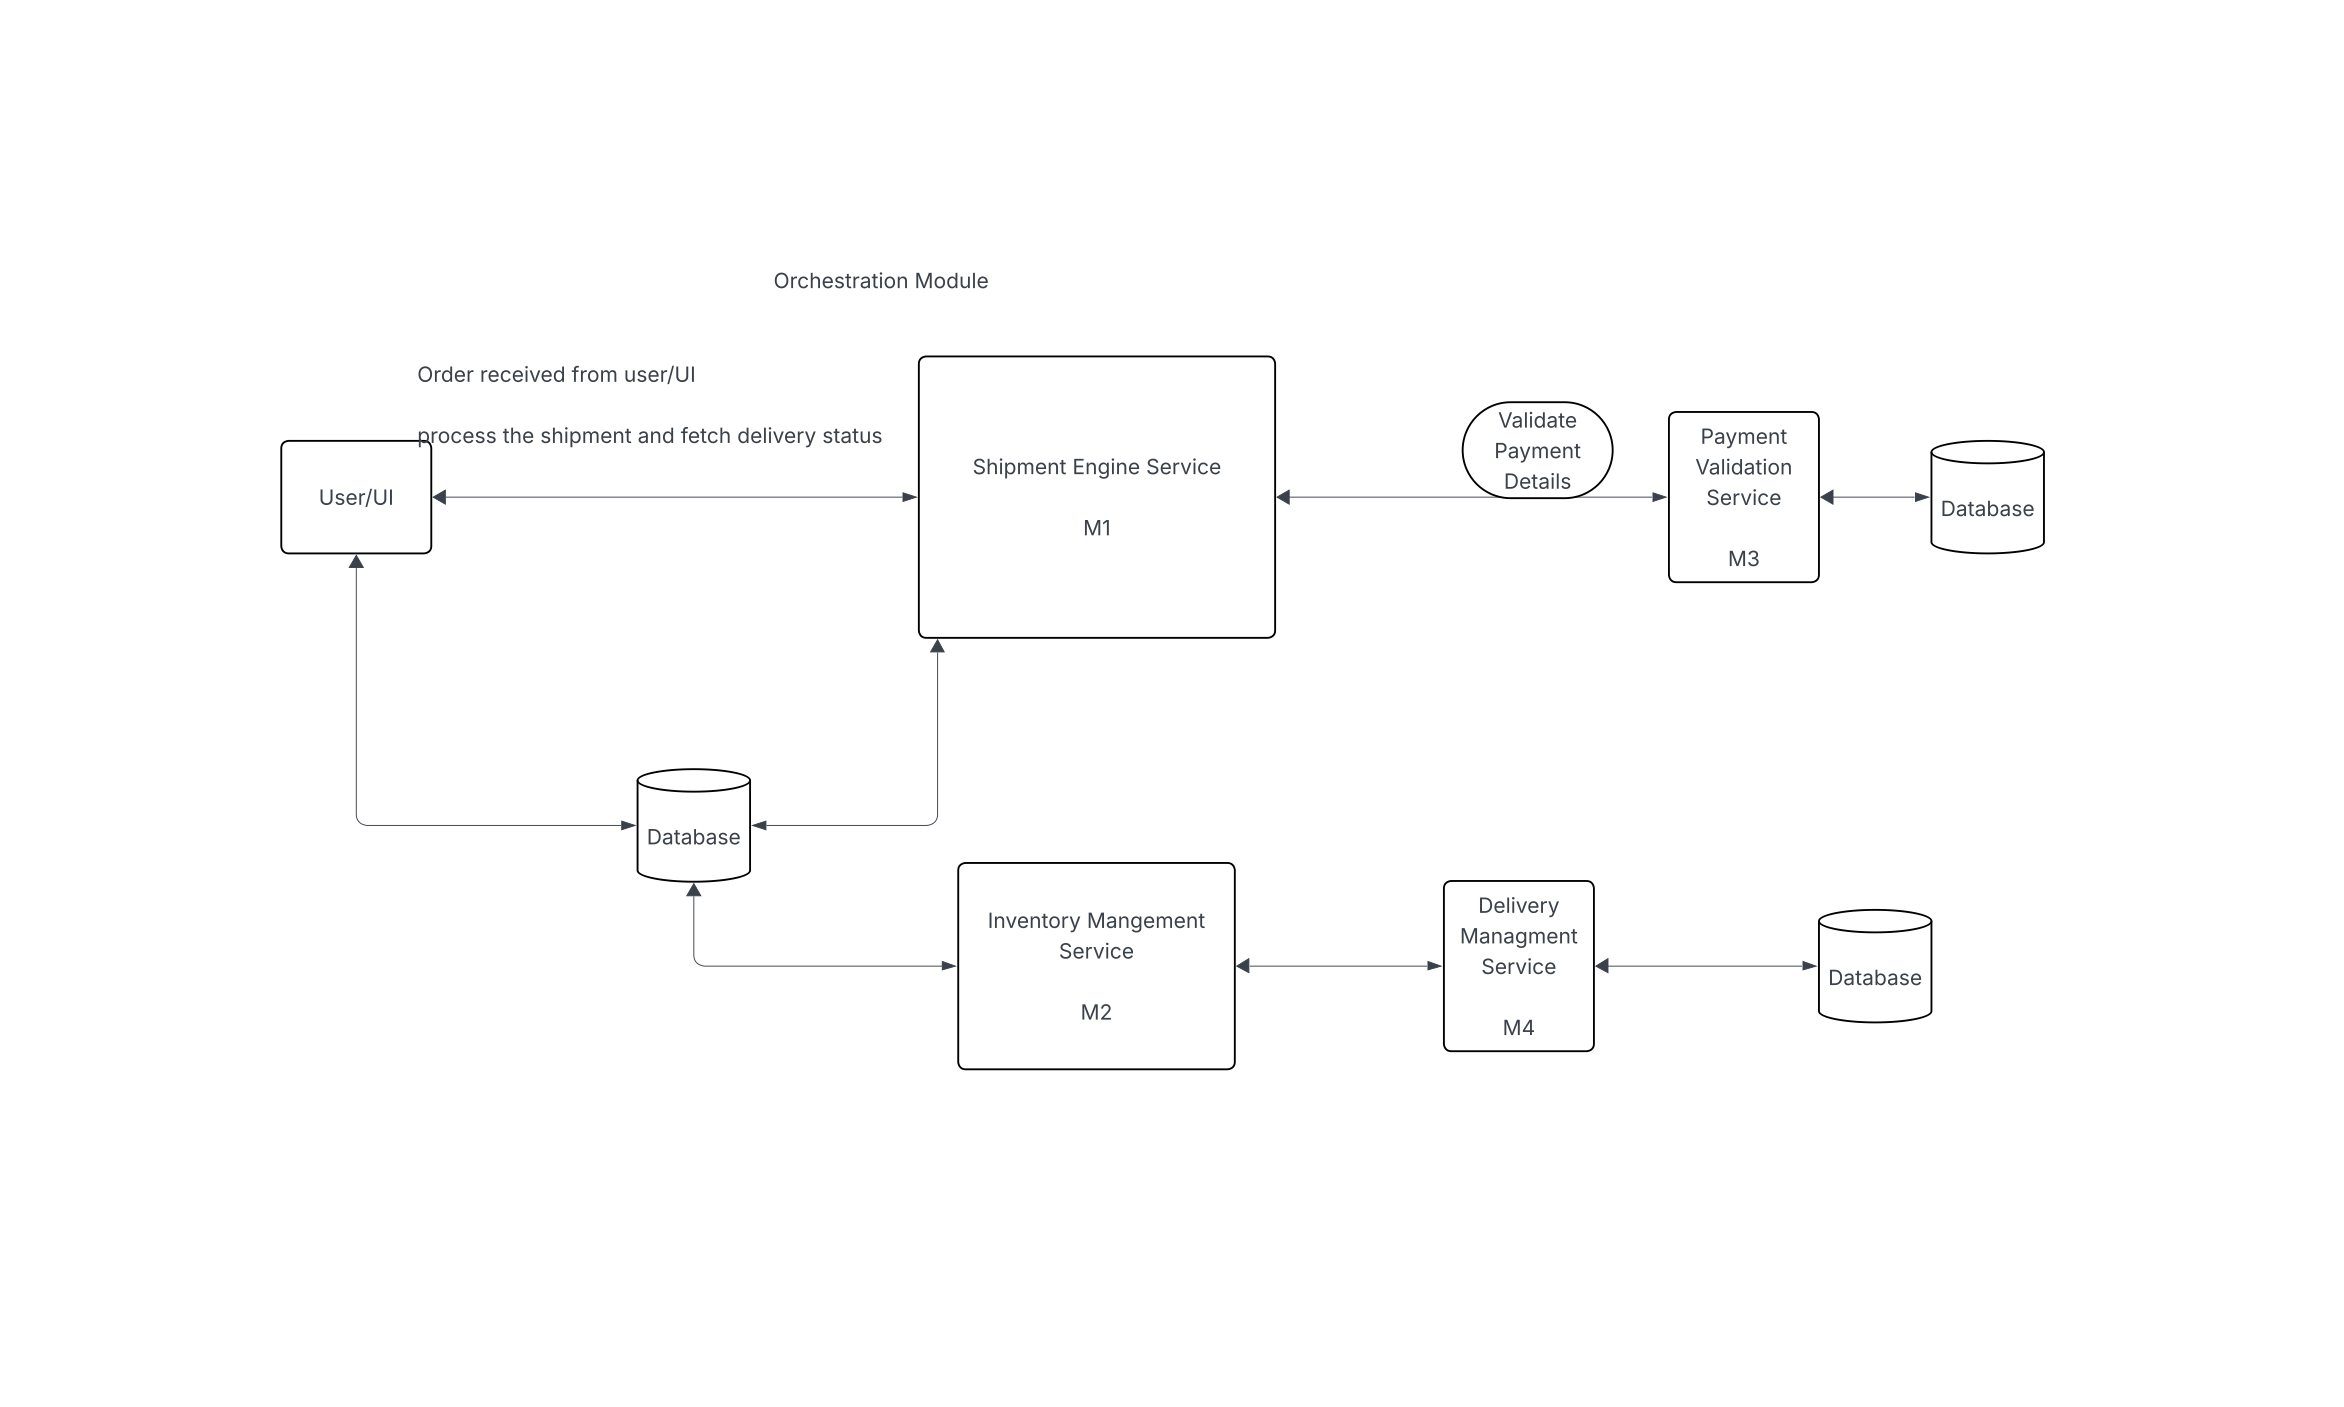 Orchestration Module
Order received from user/UI
process the shipment and fetch delivery status
User/UI
Shipment Engine Service
M1
Validate
Payment
Details
Payment
Validation
Service
M3
Database
Database
Inventory Mangement
Service
M2
Delivery
Managment
Service
M4
Database